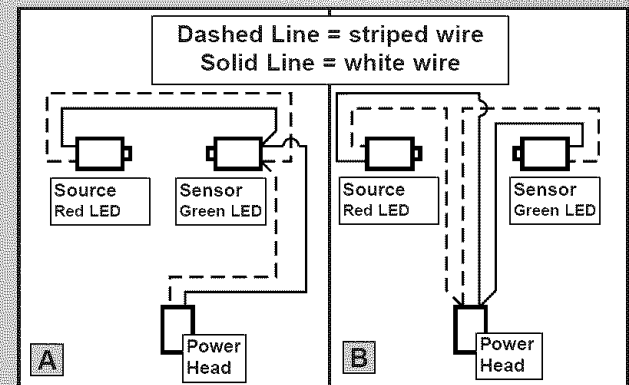 Dashed Line = striped wire
Solid Line = white wire
Source
Red LED
Sensor
Green LED
Power
Head
A
Source
Red LED
Sensor
Green LED
Power
Head
B